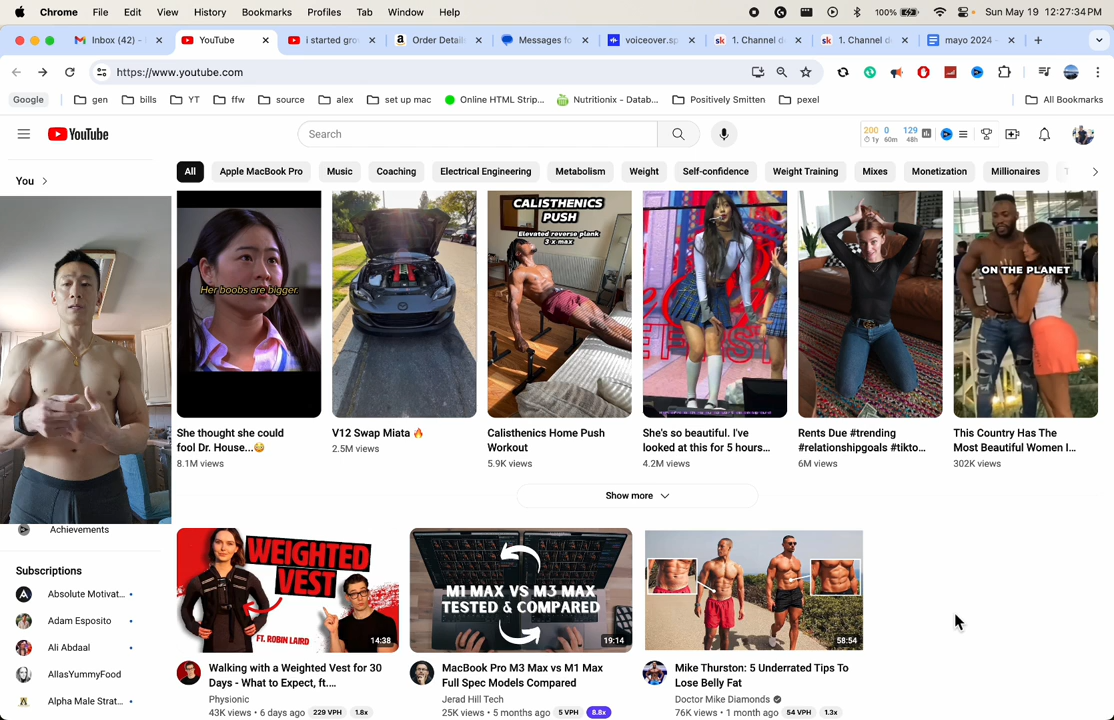 Chrome File Edit View History Bookmarks Profiles Tab Window Help 100% Sun May 19 12:27:34 PM
Inbox (42) - YouTube i started gro Order Detail Messages fo voiceover.sp 1. Channel d 1. Channel d mayo 2024 -
https://www.youtube.com
Google gen bills YT ffw source alex set up mac Online HTML Strip... Nutritionix - Datab... Positively Smitten pexel All Bookmarks
YouTube Search 200 0 129
1y 60m 48h
You
All Apple MacBook Pro Music Coaching Electrical Engineering Metabolism Weight Self-confidence Weight Training Mixes Monetization Millionaires
Her boobs are bigger.
CALISTHENICS
PUSH
Elevated reverse plank
3 x max
ON THE PLANET
She thought she could
fool Dr. House...😁
8.1M views
V12 Swap Miata 🔥
2.5M views
Calisthenics Home Push
Workout
5.9K views
She's so beautiful. I've
looked at this for 5 hours...
4.2M views
Rents Due #trending
#relationshipgoals #tikto...
6M views
This Country Has The
Most Beautiful Women I...
302K views
Show more
Achievements
Subscriptions
Absolute Motivat...
Adam Esposito
Ali Abdaal
AllasYummyFood
Alpha Male Strat...
WEIGHTED
VEST
FT. ROBIN LAIRD
14:38
Walking with a Weighted Vest for 30
Days - What to Expect, ft....
Physionic
43K views • 6 days ago 229 VPH 1.8x
M1 MAX VS M3 MAX
TESTED & COMPARED
19:14
MacBook Pro M3 Max vs M1 Max
Full Spec Models Compared
Jerad Hill Tech
25K views • 5 months ago 5 VPH 8.8x
58:54
Mike Thurston: 5 Underrated Tips To
Lose Belly Fat
Doctor Mike Diamonds
76K views • 1 month ago 54 VPH 1.3x